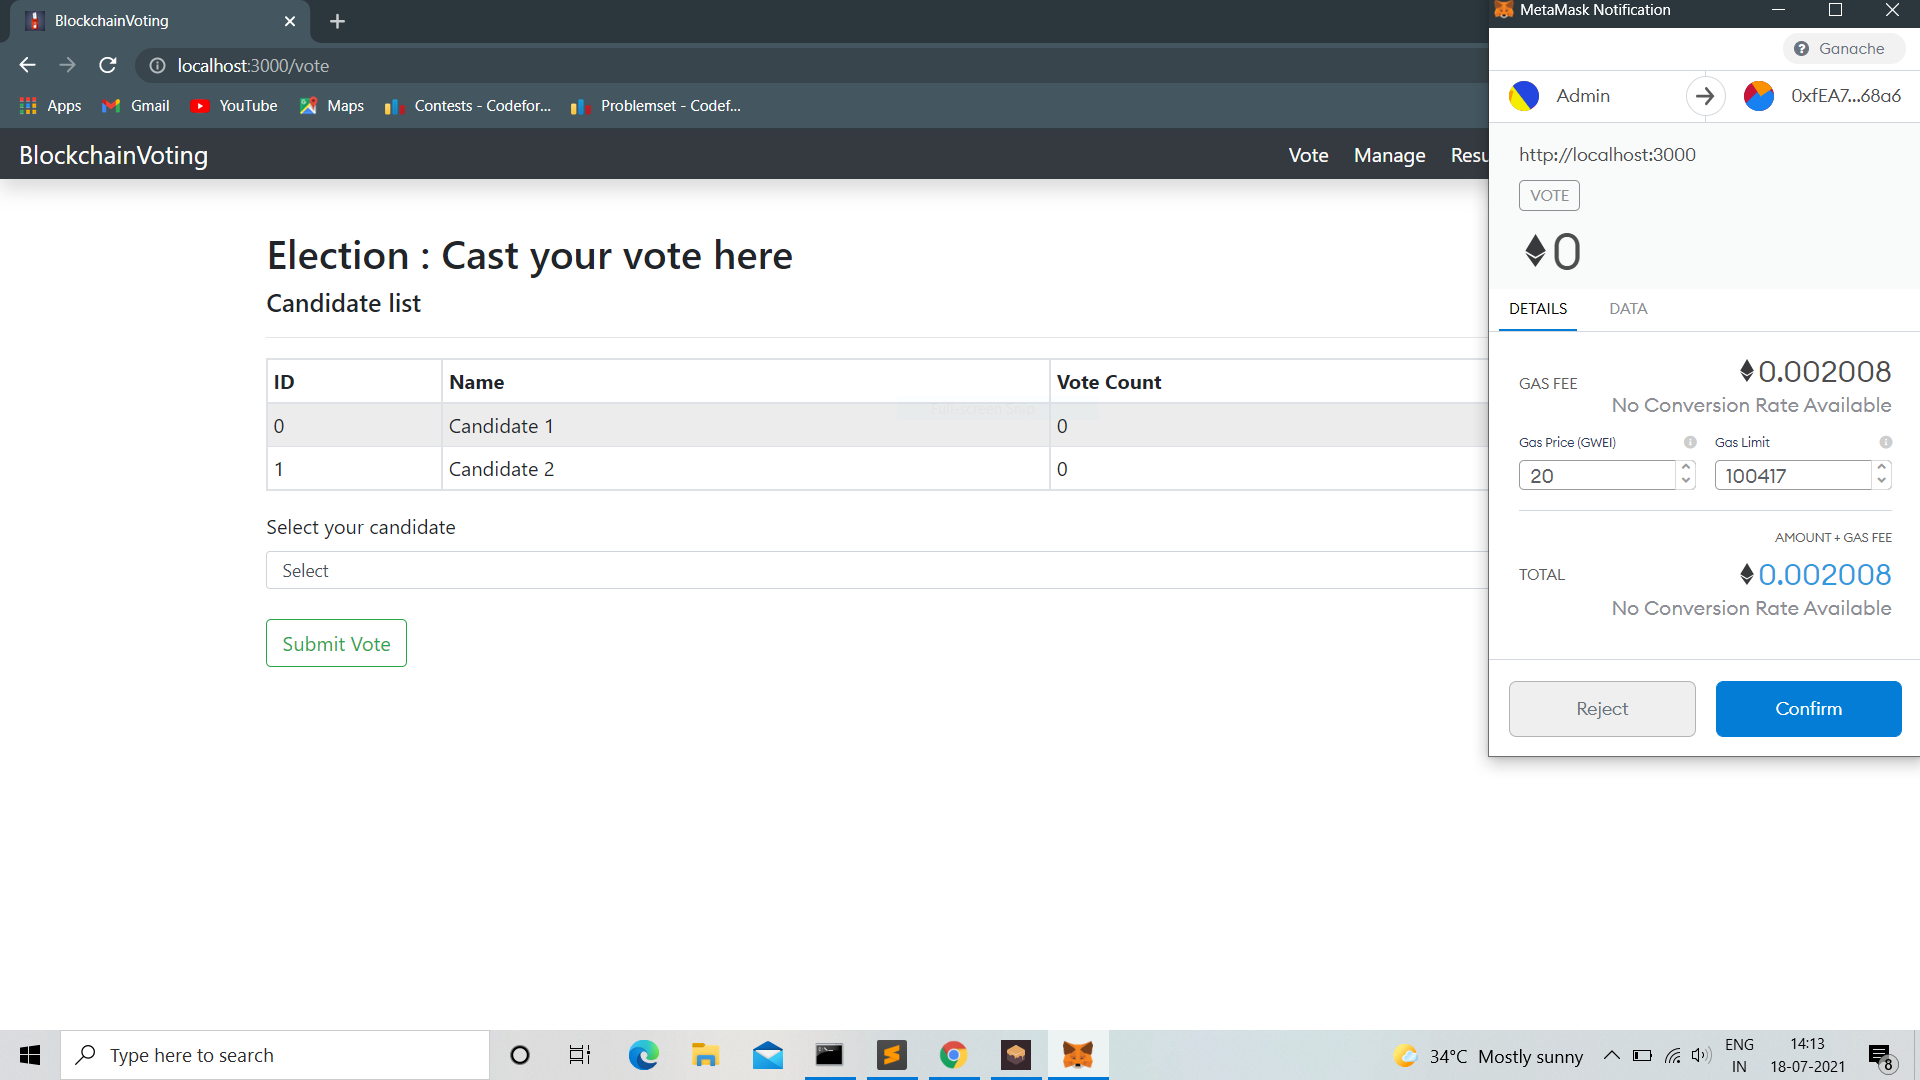 BlockchainVoting
MetaMask Notification
localhost:3000/vote
Apps
Gmail
YouTube
Maps
Contests - Codefor...
Problemset - Codef...
BlockchainVoting
Vote
Manage
Resu
Election : Cast your vote here
Candidate list
ID Name Vote Count
0 Candidate 1 0
1 Candidate 2 0
Full-screen Snip
Select your candidate
Select
Submit Vote
Ganache
Admin
0xfEA7...68a6
http://localhost:3000
VOTE
0
DETAILS DATA
GAS FEE 0.002008
No Conversion Rate Available
Gas Price (GWEI) Gas Limit
20 100417
AMOUNT + GAS FEE
TOTAL 0.002008
No Conversion Rate Available
Reject Confirm
Type here to search
34°C Mostly sunny
ENG
IN
14:13
18-07-2021
8